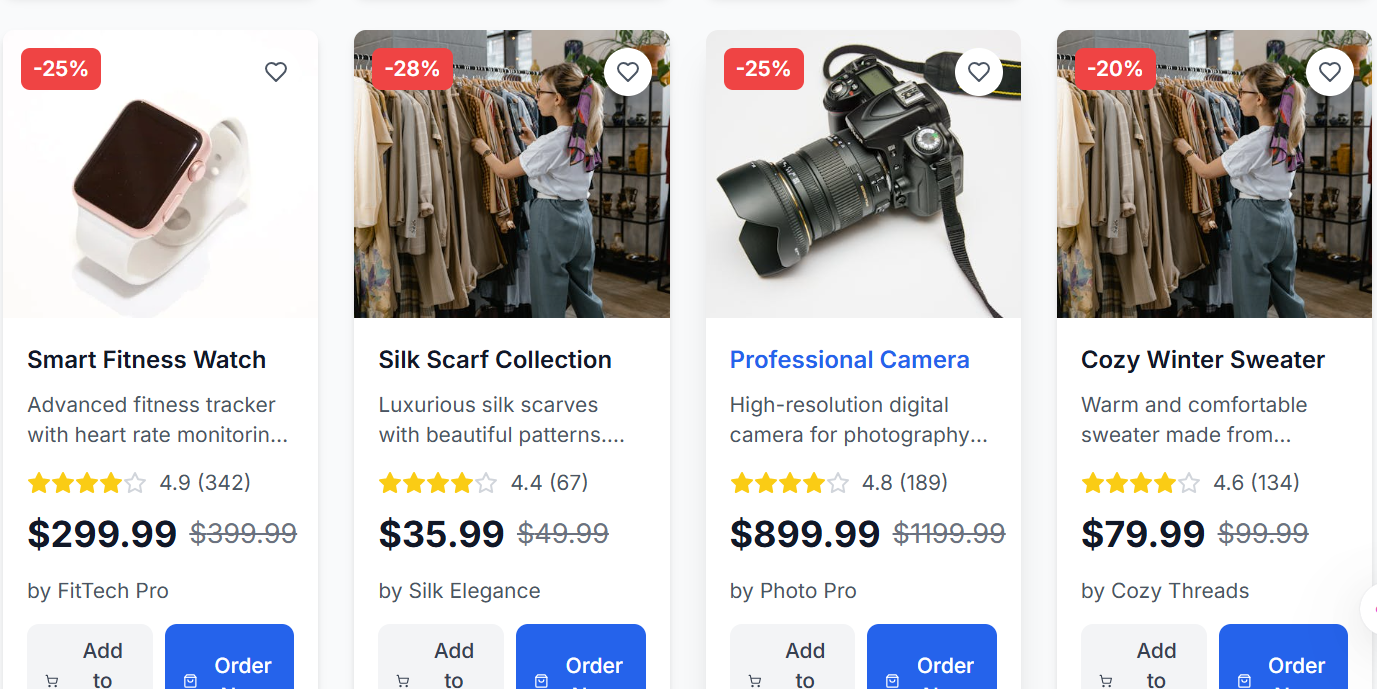 -25%
-28%
-25%
-20%
Smart Fitness Watch
Silk Scarf Collection
Professional Camera
Cozy Winter Sweater
Advanced fitness tracker
with heart rate monitorin...
Luxurious silk scarves
with beautiful patterns....
High-resolution digital
camera for photography...
Warm and comfortable
sweater made from...
4.9 (342)
4.4 (67)
4.8 (189)
4.6 (134)
$299.99 $399.99
$35.99 $49.99
$899.99 $1199.99
$79.99 $99.99
by FitTech Pro
by Silk Elegance
by Photo Pro
by Cozy Threads
Add
to
Order
Add
to
Order
Add
to
Order
Add
to
Order